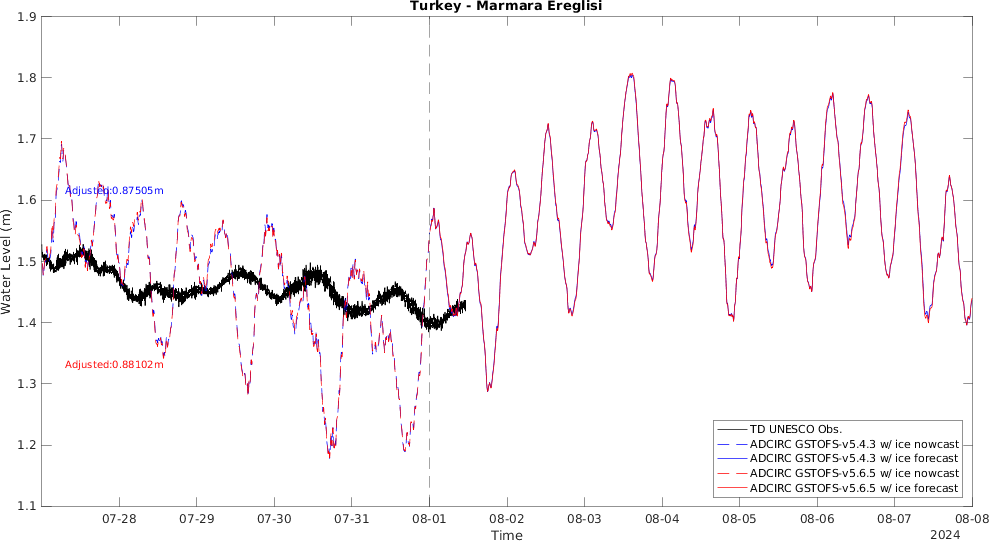 Turkey - Marmara Ereglisi
1.9
1.8
1.7
1.6
1.5
1.4
1.3
1.2
1.1
Water Level (m)
Adjusted:0.87505m
Adjusted:0.88102m
TD UNESCO Obs.
ADCIRC GSTOFS-v5.4.3 w/ ice nowcast
ADCIRC GSTOFS-v5.4.3 w/ ice forecast
ADCIRC GSTOFS-v5.6.5 w/ ice nowcast
ADCIRC GSTOFS-v5.6.5 w/ ice forecast
07-28 07-29 07-30 07-31 08-01 08-02 08-03 08-04 08-05 08-06 08-07 08-08
Time
2024